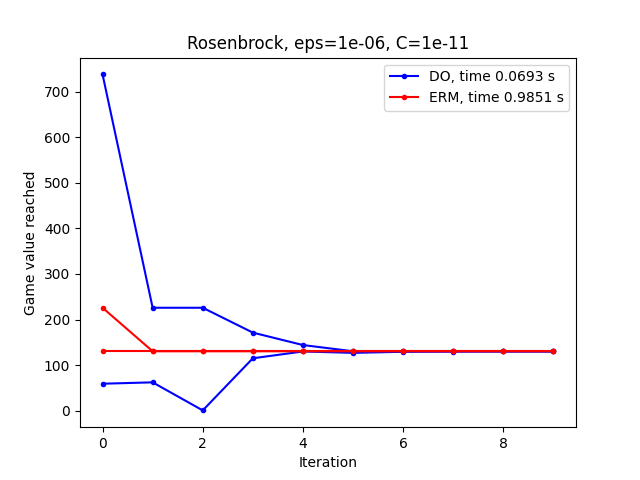 Rosenbrock, eps=1e-06, C=1e-11
DO, time 0.0693 s
ERM, time 0.9851 s
Game value reached
700
600
500
400
300
200
100
0
0 2 4 6 8
Iteration